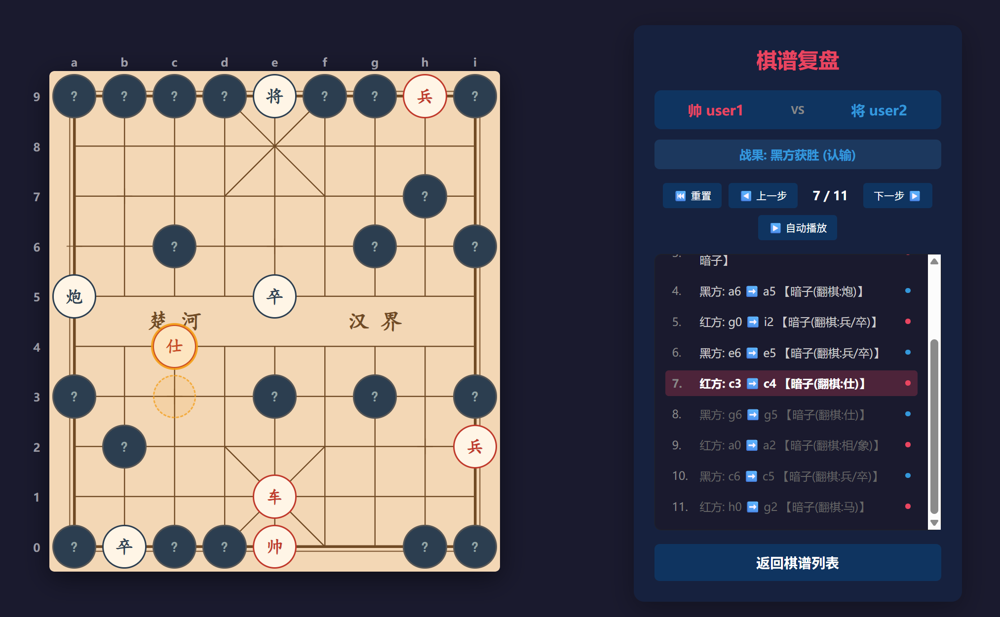 a b c d e f g h i
9 ? ? ? ? 将 ? ? 兵 ?
8
7 ?
6 ? ? ?
5 炮 卒
楚 河 汉 界
4 仕
3 ? ? ? ?
2 ? 兵
1 车
0 ? 卒 ? ? 帅 ? ?
棋谱复盘
帅 user1 VS 将 user2
战果: 黑方获胜 (认输)
重置 上一步 7 / 11 下一步
自动播放
3.
暗子】
4. 黑方: a6 ➡ a5 【暗子(翻棋:炮)】
5. 红方: g0 ➡ i2 【暗子(翻棋:兵/卒)】
6. 黑方: e6 ➡ e5 【暗子(翻棋:兵/卒)】
7. 红方: c3 ➡ c4 【暗子(翻棋:仕)】
8. 黑方: g6 ➡ g5 【暗子(翻棋:仕)】
9. 红方: a0 ➡ a2 【暗子(翻棋:相/象)】
10. 黑方: c6 ➡ c5 【暗子(翻棋:兵/卒)】
11. 红方: h0 ➡ g2 【暗子(翻棋:马)】
返回棋谱列表